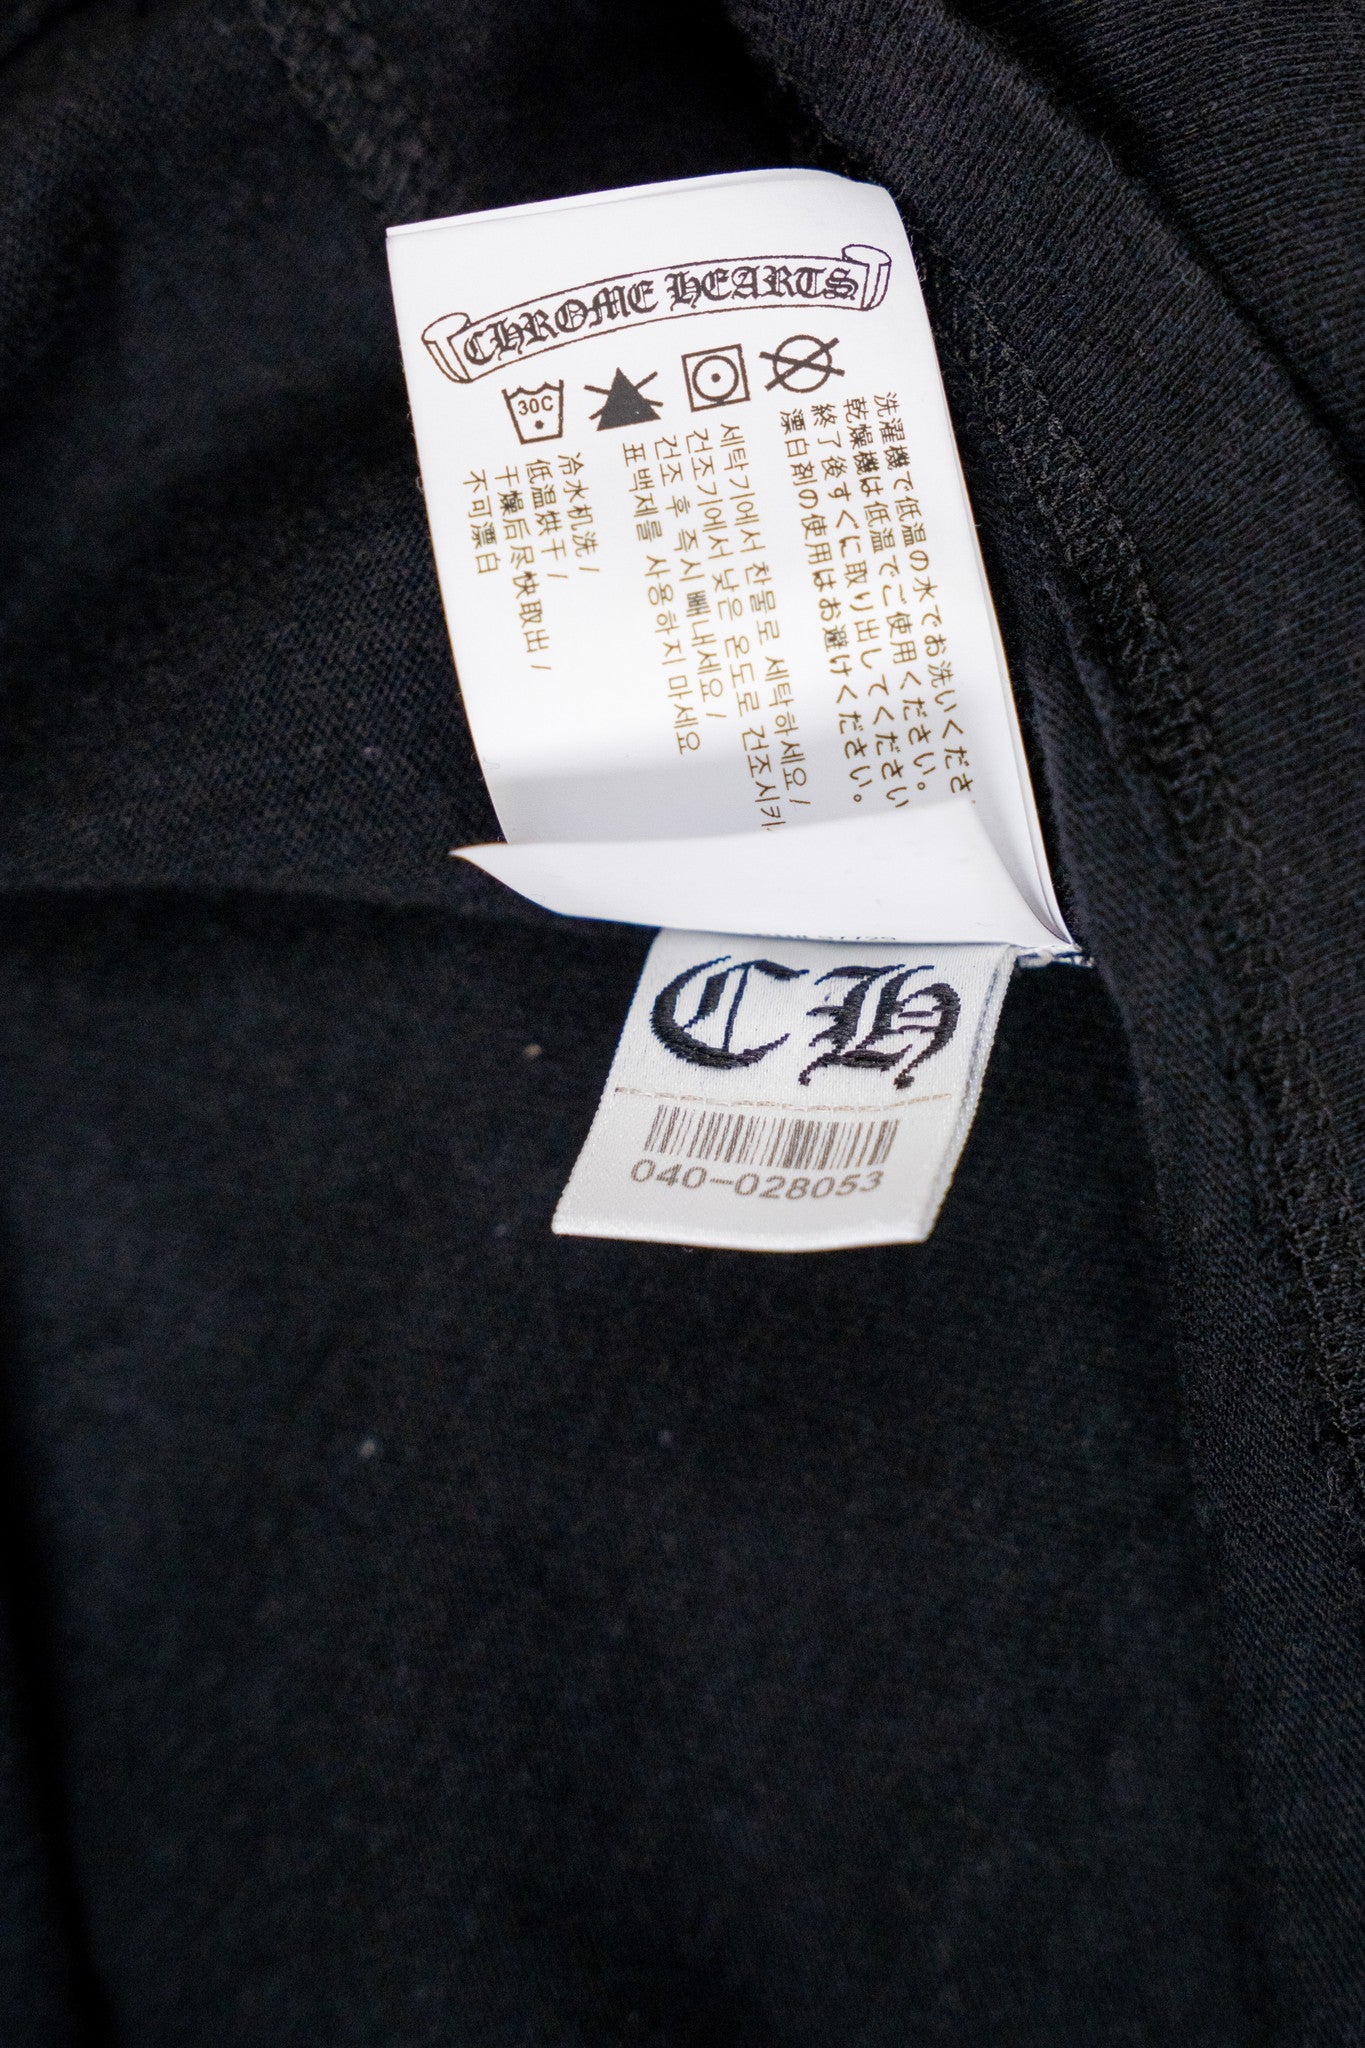 CHROME HEARTS
30C
冷水机洗 /
低温烘干 /
干燥后尽快取出 /
不可漂白
세탁기에서 찬물로 세탁하세요 /
건조기에서 낮은 온도로 건조시키
건조 후 즉시 빼내세요 /
표백제를 사용하지 마세요
洗濯機で低温の水でお洗いくださ
乾燥機は低温でご使用ください。
終了後すぐに取り出してください
漂白剤の使用はお避けください。
CH
040-028053